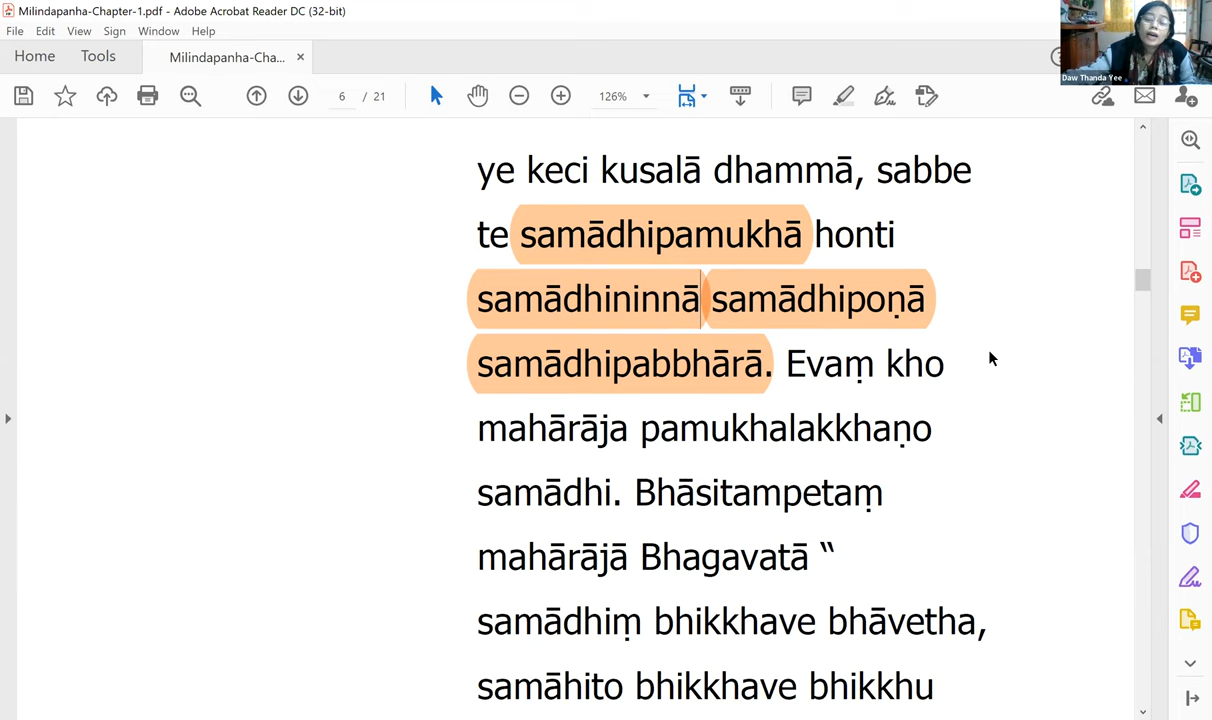 Milindapanha-Chapter-1.pdf - Adobe Acrobat Reader DC (32-bit)
File Edit View Sign Window Help
Home Tools Milindapanha-Cha... ×
6 / 21 126%
Daw Thanda Yee
ye keci kusalā dhammā, sabbe
te samādhipamukhā honti
samādhininnā samādhipoṇā
samādhipabbhārā. Evaṃ kho
mahārāja pamukhalakkhaṇo
samādhi. Bhāsitampetaṃ
mahārājā Bhagavatā “
samādhiṃ bhikkhave bhāvetha,
samāhito bhikkhave bhikkhu